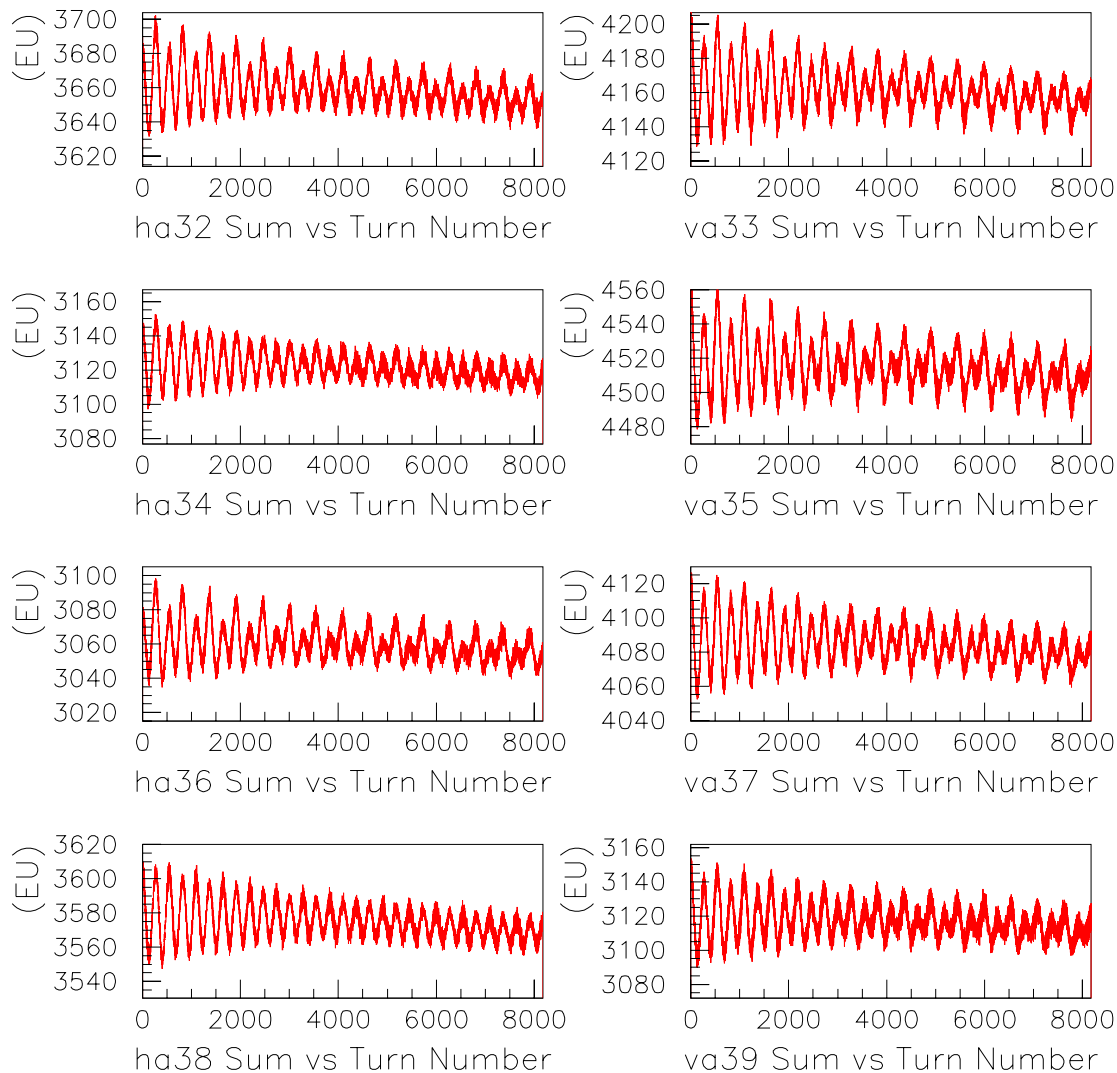 (EU)
3700
3680
3660
3640
3620
0 2000 4000 6000 8000
ha32 Sum vs Turn Number
(EU)
4200
4180
4160
4140
4120
0 2000 4000 6000 8000
va33 Sum vs Turn Number
(EU)
3160
3140
3120
3100
3080
0 2000 4000 6000 8000
ha34 Sum vs Turn Number
(EU)
4560
4540
4520
4500
4480
0 2000 4000 6000 8000
va35 Sum vs Turn Number
(EU)
3100
3080
3060
3040
3020
0 2000 4000 6000 8000
ha36 Sum vs Turn Number
(EU)
4120
4100
4080
4060
4040
0 2000 4000 6000 8000
va37 Sum vs Turn Number
(EU)
3620
3600
3580
3560
3540
0 2000 4000 6000 8000
ha38 Sum vs Turn Number
(EU)
3160
3140
3120
3100
3080
0 2000 4000 6000 8000
va39 Sum vs Turn Number